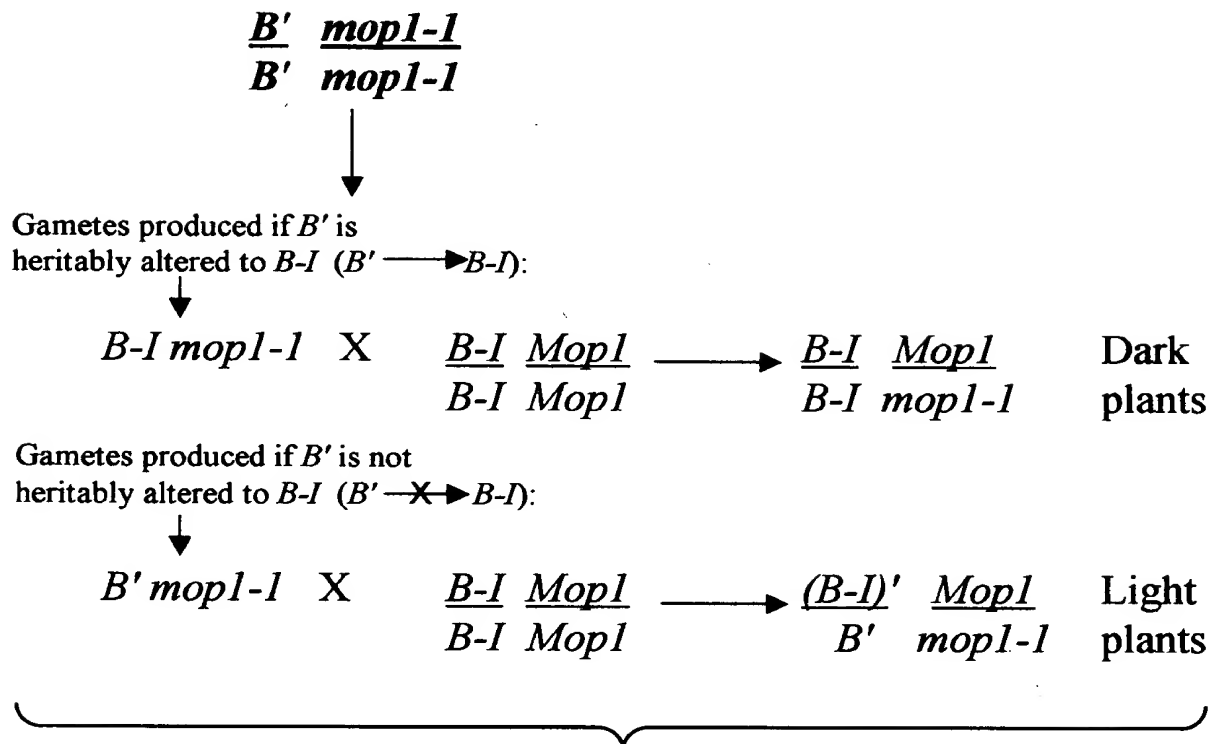 B' mop1-1
B' mop1-1
Gametes produced if B' is
heritably altered to B-I (B' → B-I):
B-I mop1-1 X B-I Mop1 → B-I Mop1 Dark
B-I Mop1 B-I mop1-1 plants
Gametes produced if B' is not
heritably altered to B-I (B' X→ B-I):
B' mop1-1 X B-I Mop1 → (B-I)' Mop1 Light
B-I Mop1 B' mop1-1 plants